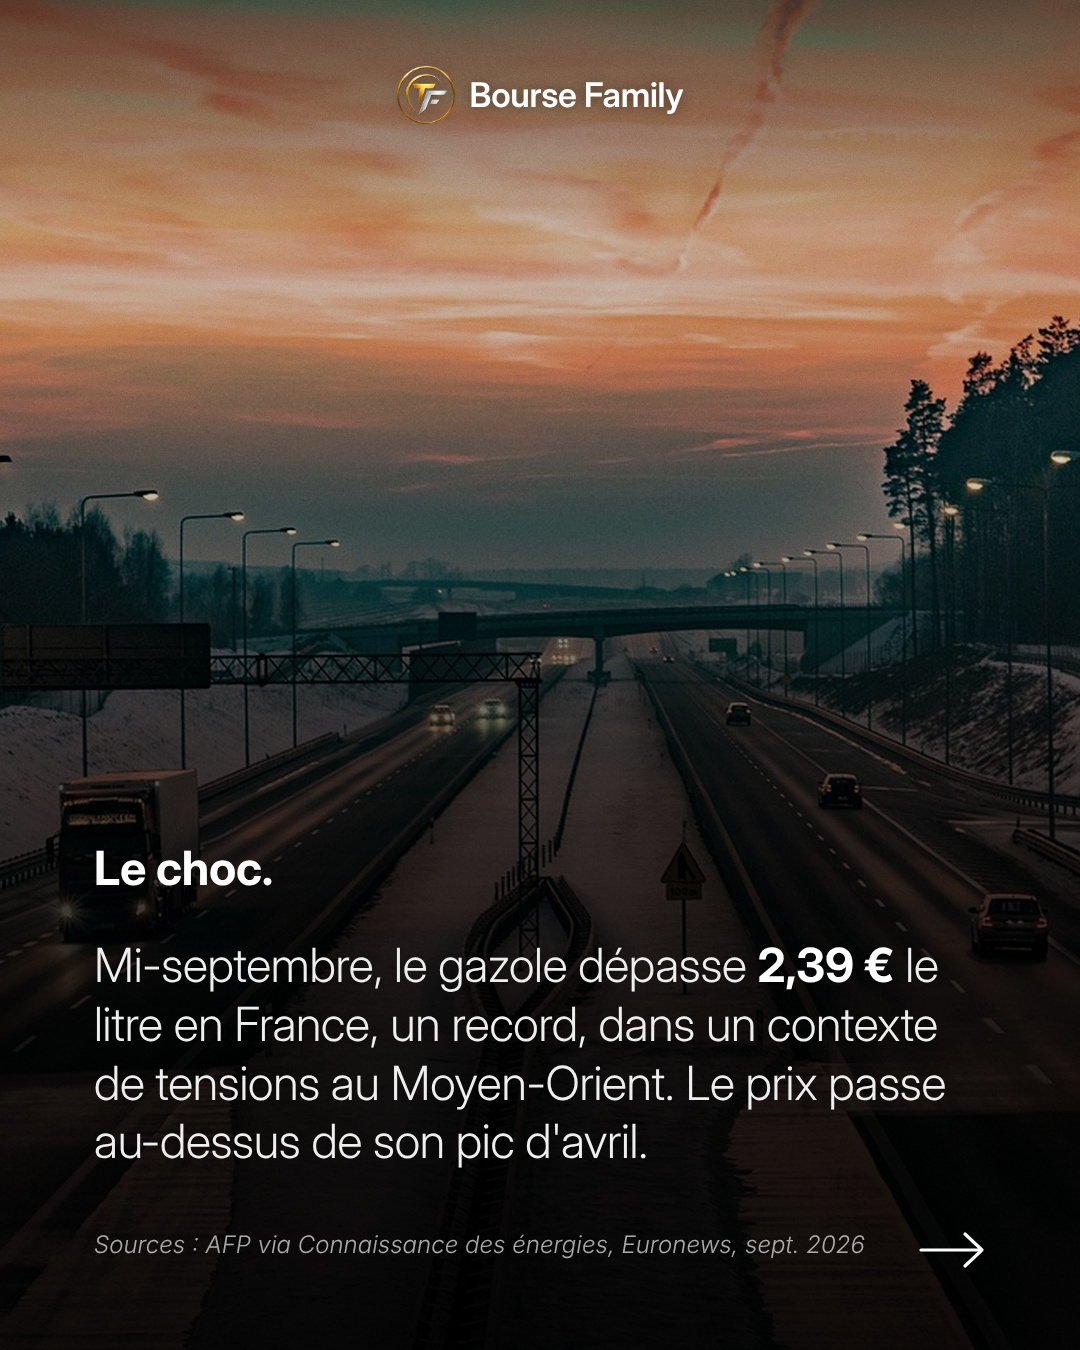 Bourse Family
Le choc.
Mi-septembre, le gazole dépasse 2,39 € le
litre en France, un record, dans un contexte
de tensions au Moyen-Orient. Le prix passe
au-dessus de son pic d'avril.
Sources : AFP via Connaissance des énergies, Euronews, sept. 2026